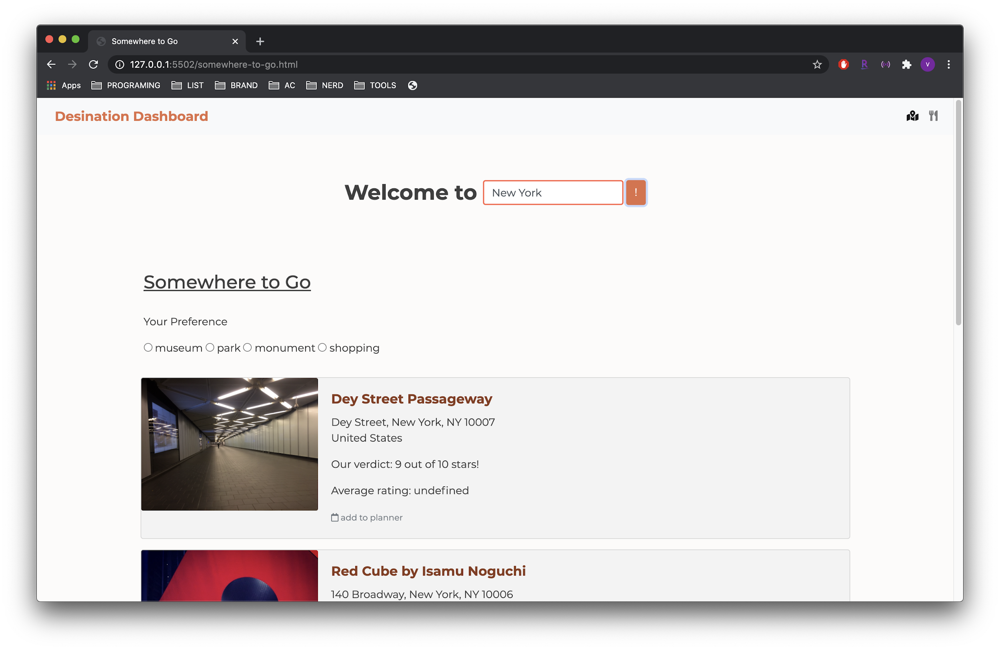 Somewhere to Go
127.0.0.1:5502/somewhere-to-go.html
R
V
Apps PROGRAMING LIST BRAND AC NERD TOOLS
Desination Dashboard
Welcome to New York !
Somewhere to Go
Your Preference
museum park monument shopping
Dey Street Passageway
Dey Street, New York, NY 10007
United States
Our verdict: 9 out of 10 stars!
Average rating: undefined
add to planner
Red Cube by Isamu Noguchi
140 Broadway, New York, NY 10006